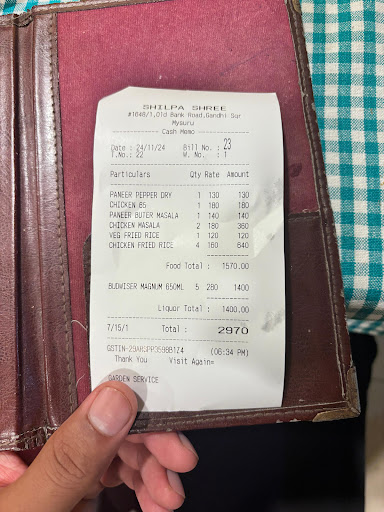 SHILPA SHREE
#1648/1,Old Bank Road,Gandhi Sur
Mysuru
Cash Memo
Date : 24/11/24 Bill No. : 23
T.No.: 22 W. No. : 1
Particulars Qty Rate Amount
PANEER PEPPER DRY 1 130 130
CHICKEN 65 1 180 180
PANEER BUTER MASALA 1 140 140
CHICKEN MASALA 2 180 360
VEG FRIED RICE 1 120 120
CHICKEN FRIED RICE 4 160 640
Food Total : 1570.00
BUDWISER MAGNUM 650ML 5 280 1400
Liquor Total : 1400.00
7/15/1 Total : 2970
(06:34 PM)
Thank You Visit Again=
GARDEN SERVICE